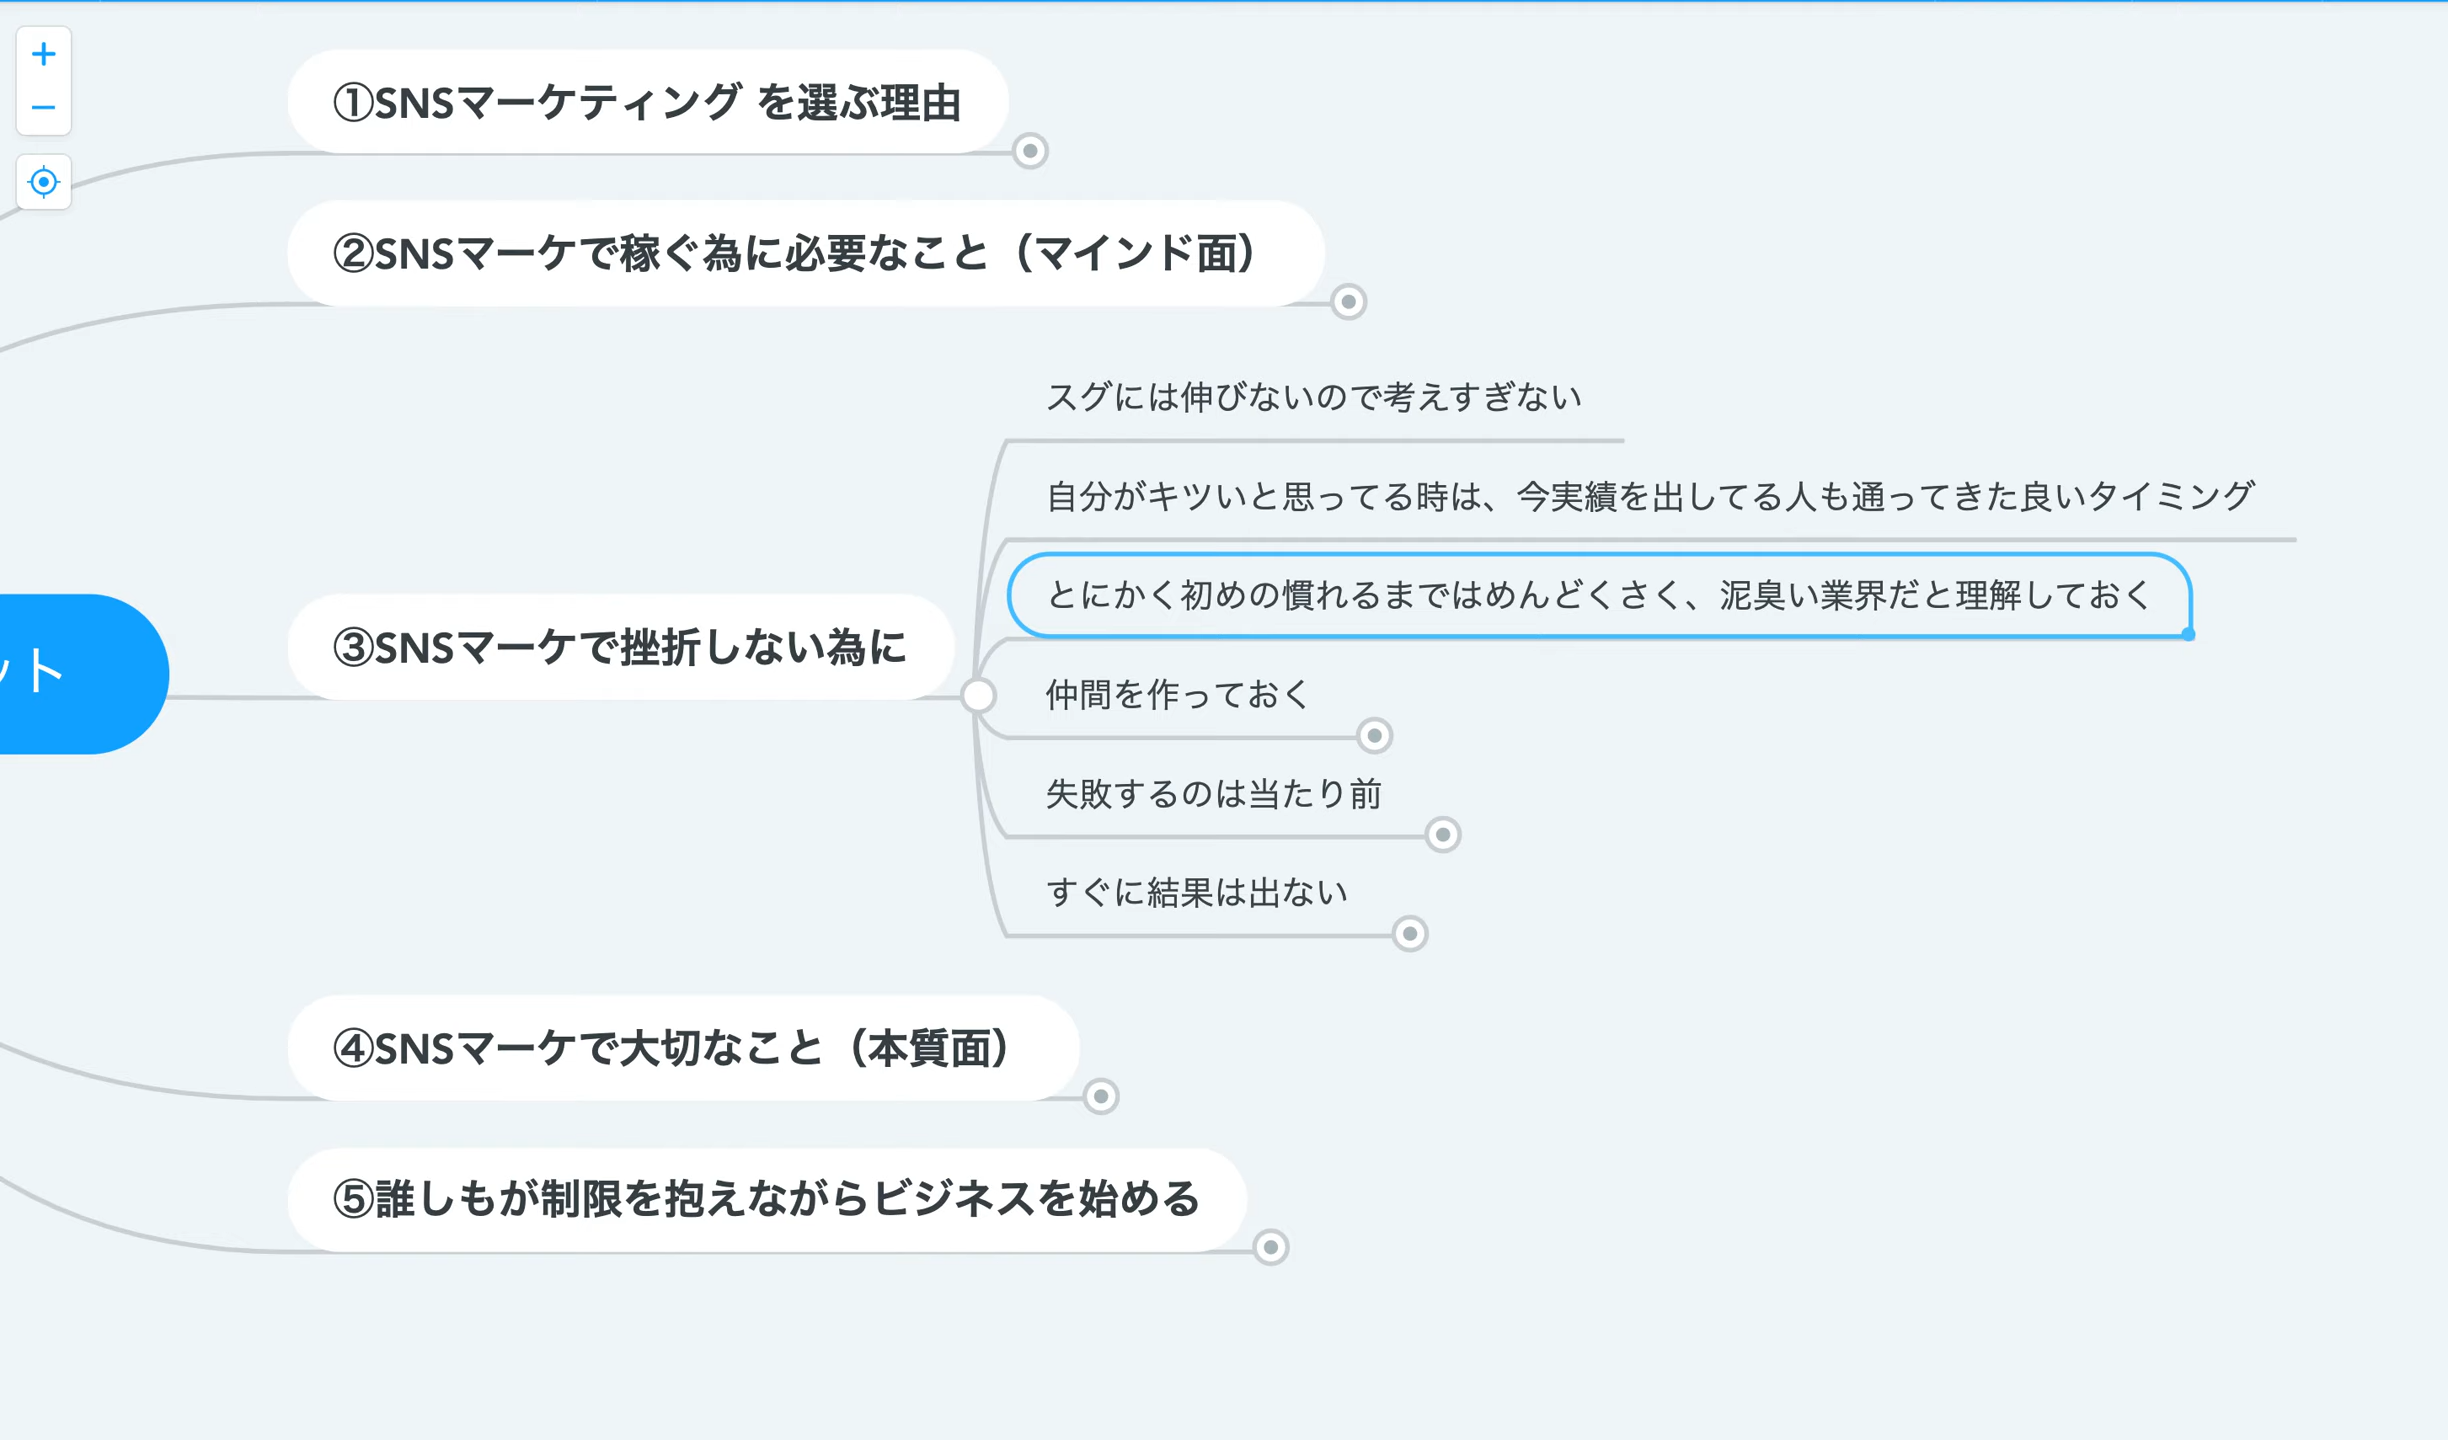 ①SNSマーケティング を選ぶ理由
②SNSマーケで稼ぐ為に必要なこと（マインド面）
スグには伸びないので考えすぎない
自分がキツいと思ってる時は、今実績を出してる人も通ってきた良いタイミング
とにかく初めの慣れるまではめんどくさく、泥臭い業界だと理解しておく
③SNSマーケで挫折しない為に
ット
仲間を作っておく
失敗するのは当たり前
すぐに結果は出ない
④SNSマーケで大切なこと（本質面）
⑤誰しもが制限を抱えながらビジネスを始める